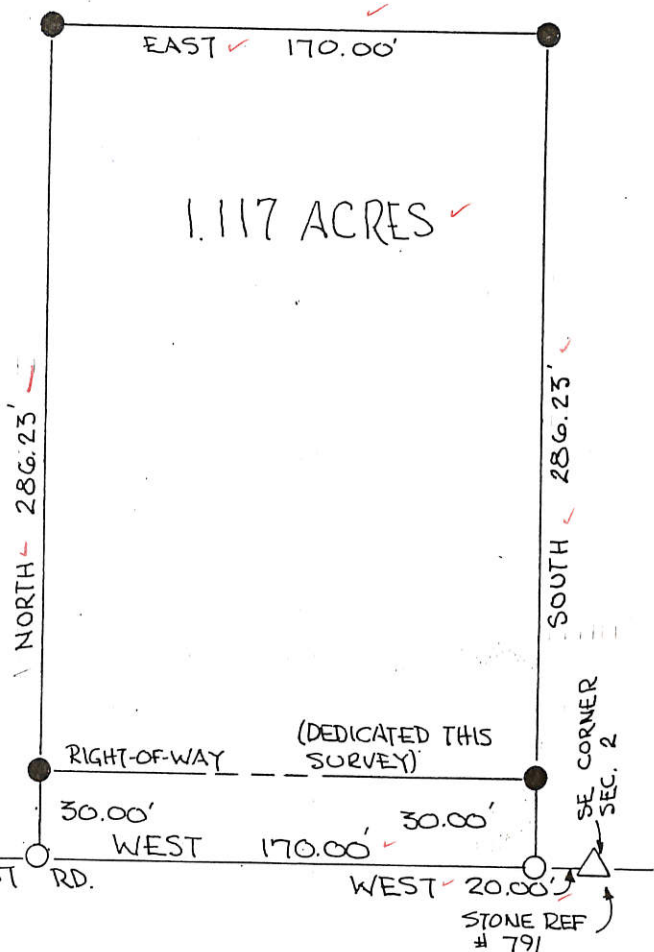 EAST 170.00'
1.117 ACRES
NORTH 286.23'
SOUTH 286.23'
RIGHT-OF-WAY
(DEDICATED THIS
SURVEY)
30.00'
30.00'
WEST 170.00'
RD.
WEST 20.00'
SE CORNER
SEC. 2
STONE REF
# 791